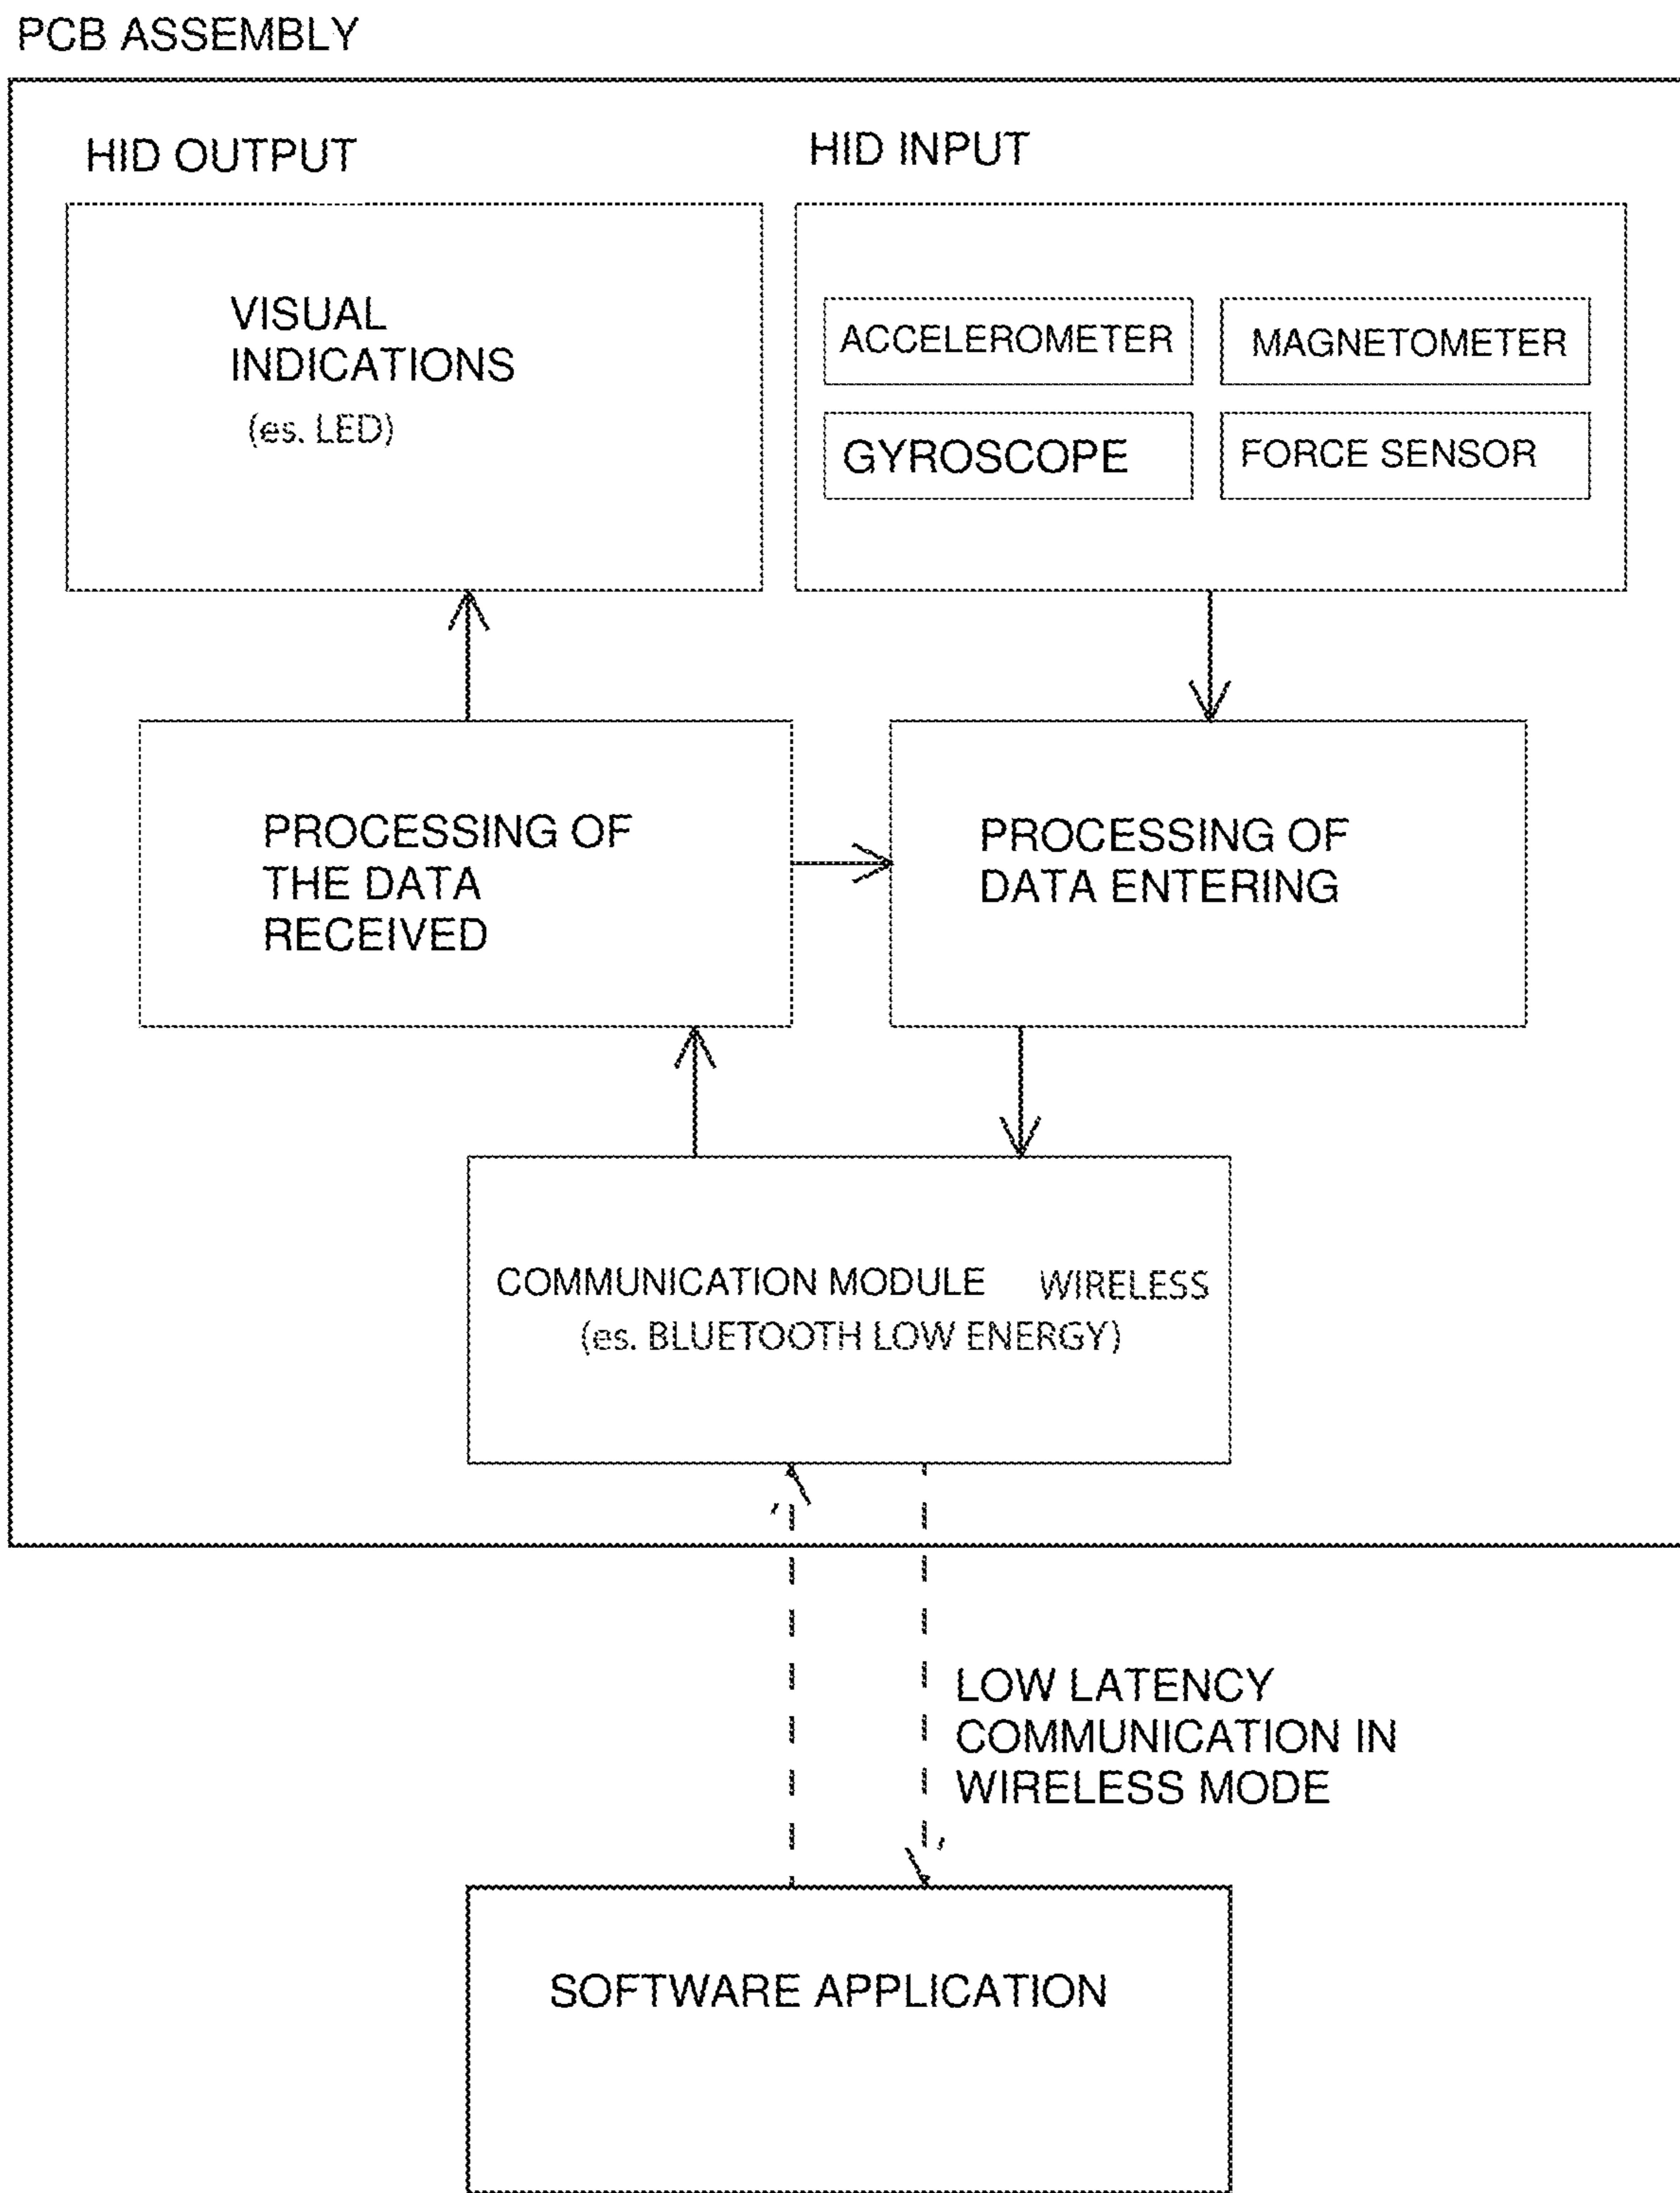 PCB ASSEMBLY
HID OUTPUT
HID INPUT
VISUAL
INDICATIONS
(es. LED)
ACCELEROMETER
MAGNETOMETER
GYROSCOPE
FORCE SENSOR
PROCESSING OF
THE DATA
RECEIVED
PROCESSING OF
DATA ENTERING
COMMUNICATION MODULE WIRELESS
(es. BLUETOOTH LOW ENERGY)
LOW LATENCY
COMMUNICATION IN
WIRELESS MODE
SOFTWARE APPLICATION